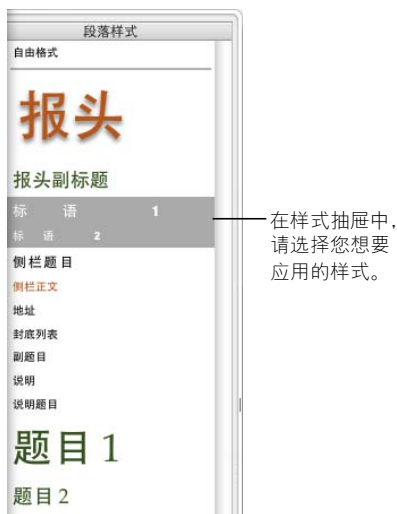 段落样式
自由格式
报头
报头副标题
标 语 1
标 语 2
侧栏题目
侧栏正文
地址
封底列表
副题目
说明
说明题目
题目 1
题目 2
在样式抽屉中，
请选择您想要
应用的样式。